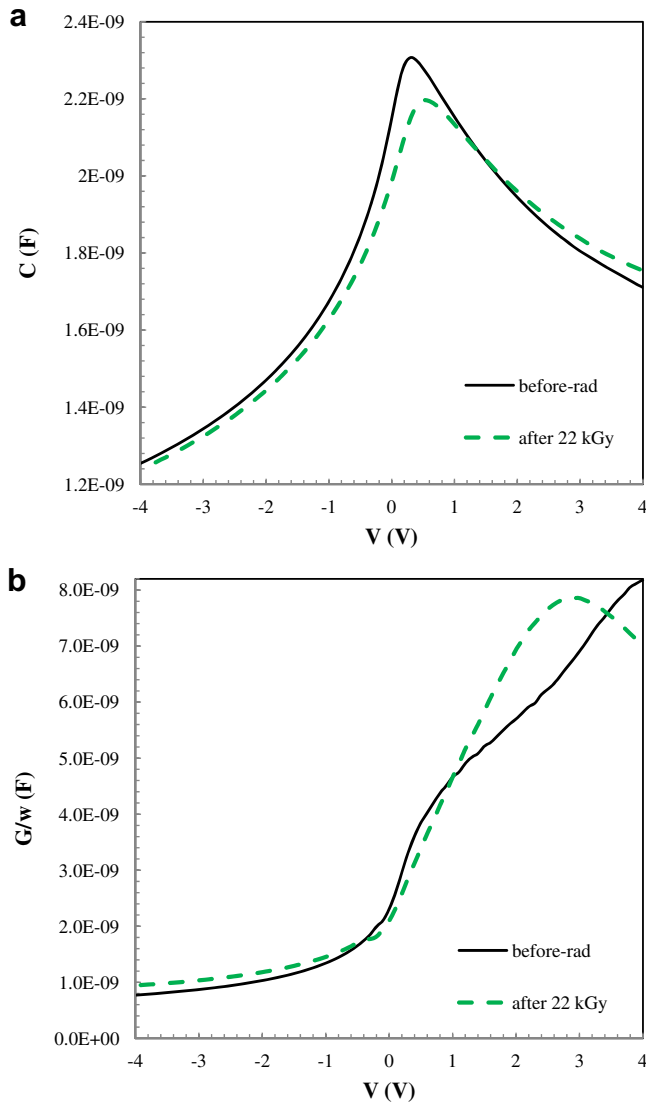 a
2.4E-09
2.2E-09
2E-09
1.8E-09
1.6E-09
1.4E-09
1.2E-09
C (F)
before-rad
after 22 kGy
-4 -3 -2 -1 0 1 2 3 4
V (V)
b
8.0E-09
7.0E-09
6.0E-09
5.0E-09
4.0E-09
3.0E-09
2.0E-09
1.0E-09
0.0E+00
G/w (F)
before-rad
after 22 kGy
-4 -3 -2 -1 0 1 2 3 4
V (V)